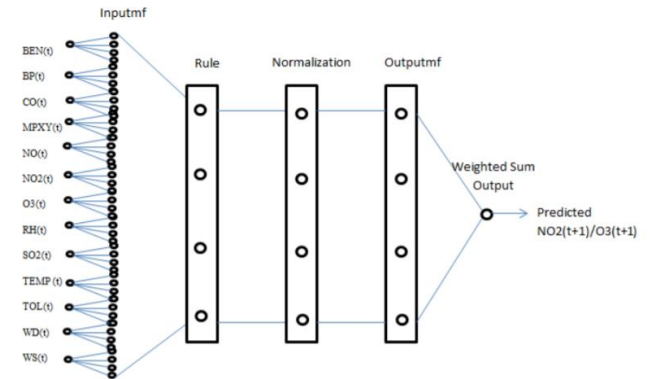 Inputmf
Rule
Normalization
Outputmf
BEN(t)
BP(t)
CO(t)
MPXY(t)
NO(t)
NO2(t)
O3(t)
RH(t)
SO2(t)
TEMP (t)
TOL(t)
WD(t)
WS(t)
Weighted Sum
Output
Predicted
NO2(t+1)/O3(t+1)